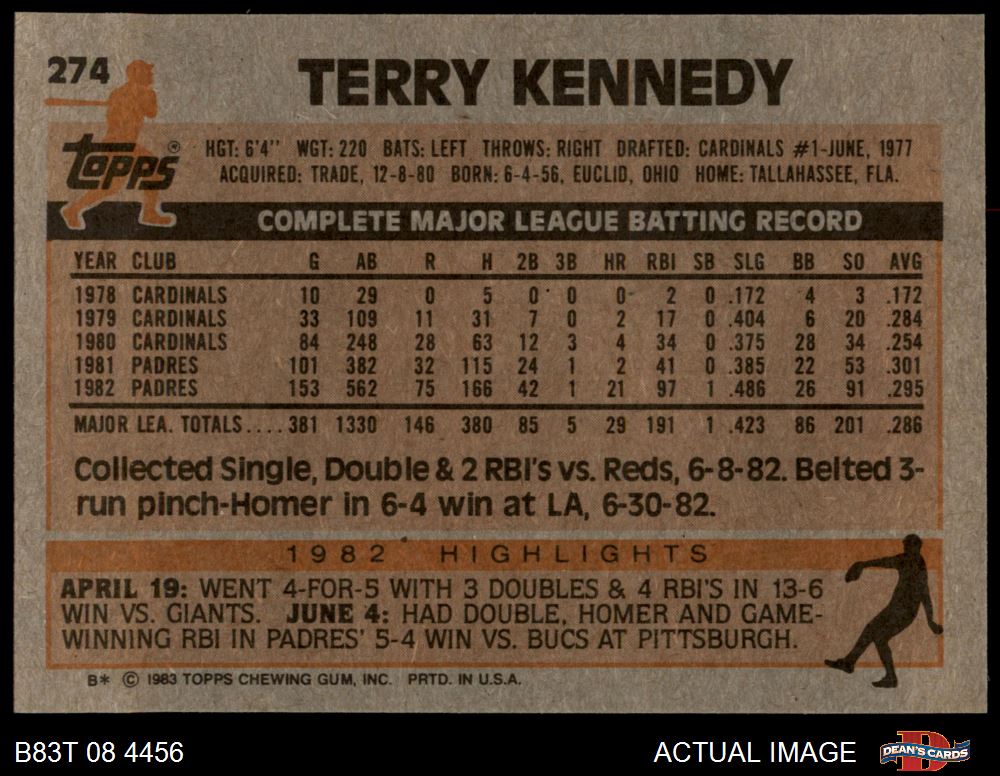 274
TERRY KENNEDY
topps®
HGT: 6'4" WGT: 220 BATS: LEFT THROWS: RIGHT DRAFTED: CARDINALS #1-JUNE, 1977
ACQUIRED: TRADE, 12-8-80 BORN: 6-4-56, EUCLID, OHIO HOME: TALLAHASSEE, FLA.
COMPLETE MAJOR LEAGUE BATTING RECORD
YEAR CLUB G AB R H 2B 3B HR RBI SB SLG BB SO AVG
1978 CARDINALS 10 29 0 5 0 0 0 2 0 .172 4 3 .172
1979 CARDINALS 33 109 11 31 7 0 2 17 0 .404 6 20 .284
1980 CARDINALS 84 248 28 63 12 3 4 34 0 .375 28 34 .254
1981 PADRES 101 382 32 115 24 1 2 41 0 .385 22 53 .301
1982 PADRES 153 562 75 166 42 1 21 97 1 .486 26 91 .295
MAJOR LEA. TOTALS.... 381 1330 146 380 85 5 29 191 1 .423 86 201 .286
Collected Single, Double & 2 RBI's vs. Reds, 6-8-82. Belted 3-
run pinch-Homer in 6-4 win at LA, 6-30-82.
1982 HIGHLIGHTS
APRIL 19: WENT 4-FOR-5 WITH 3 DOUBLES & 4 RBI'S IN 13-6
WIN VS. GIANTS. JUNE 4: HAD DOUBLE, HOMER AND GAME-
WINNING RBI IN PADRES' 5-4 WIN VS. BUCS AT PITTSBURGH.
B* © 1983 TOPPS CHEWING GUM, INC. PRTD. IN U.S.A.
B83T 08 4456
ACTUAL IMAGE
D
DEAN'S CARDS